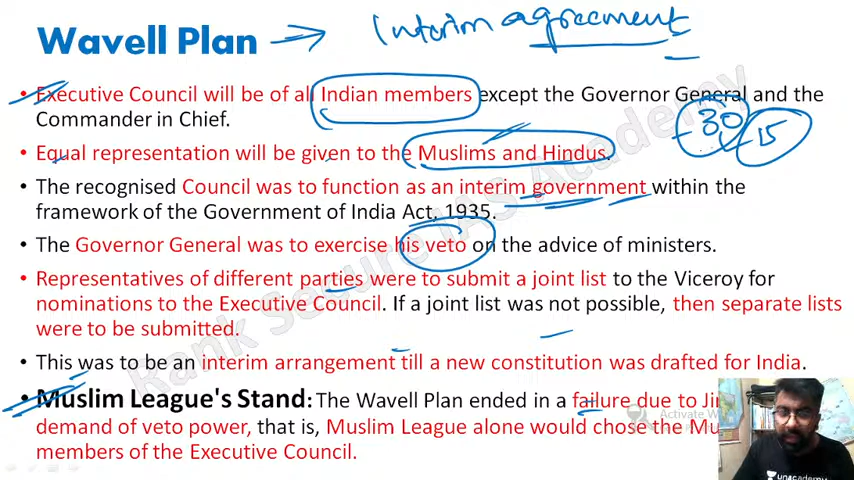 Wavell Plan → Interim agreement
• Executive Council will be of all Indian members except the Governor General and the
Commander in Chief.
30 15
• Equal representation will be given to the Muslims and Hindus.
• The recognised Council was to function as an interim government within the
framework of the Government of India Act, 1935.
• The Governor General was to exercise his veto on the advice of ministers.
• Representatives of different parties were to submit a joint list to the Viceroy for
nominations to the Executive Council. If a joint list was not possible, then separate lists
were to be submitted.
• This was to be an interim arrangement till a new constitution was drafted for India.
• Muslim League's Stand: The Wavell Plan ended in a failure due to
demand of veto power, that is, Muslim League alone would chose the
members of the Executive Council.
Rank Secure IAS Academy
Activate
unacademy